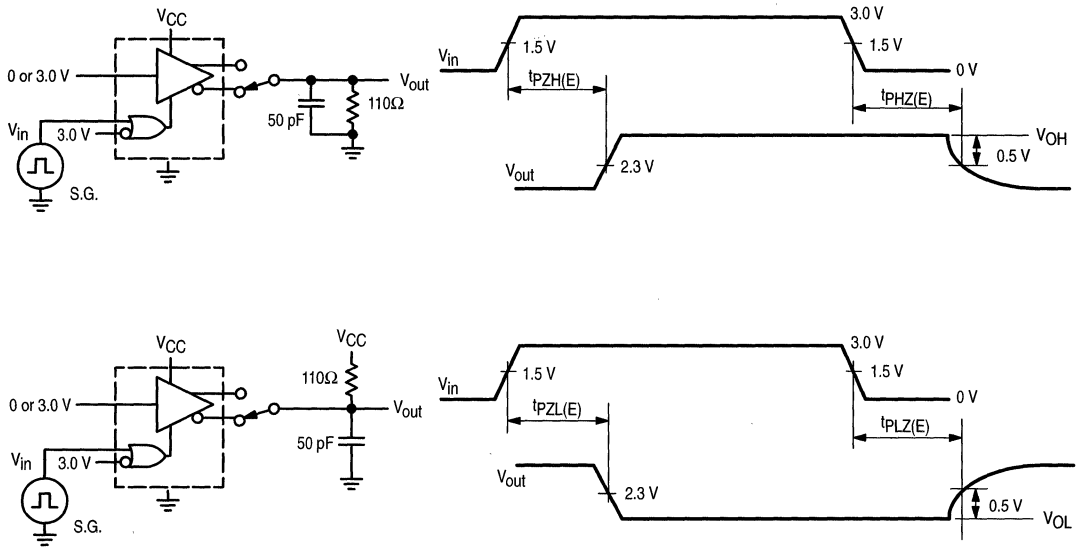 VCC
0 or 3.0 V
Vin
3.0 V
S.G.
50 pF
110Ω
Vout
Vin
1.5 V
3.0 V
1.5 V
0 V
tPZH(E)
tPHZ(E)
Vout
2.3 V
VOH
0.5 V
VCC
0 or 3.0 V
Vin
3.0 V
S.G.
VCC
110Ω
Vout
50 pF
Vin
1.5 V
3.0 V
1.5 V
0 V
tPZL(E)
tPLZ(E)
Vout
2.3 V
0.5 V
VOL